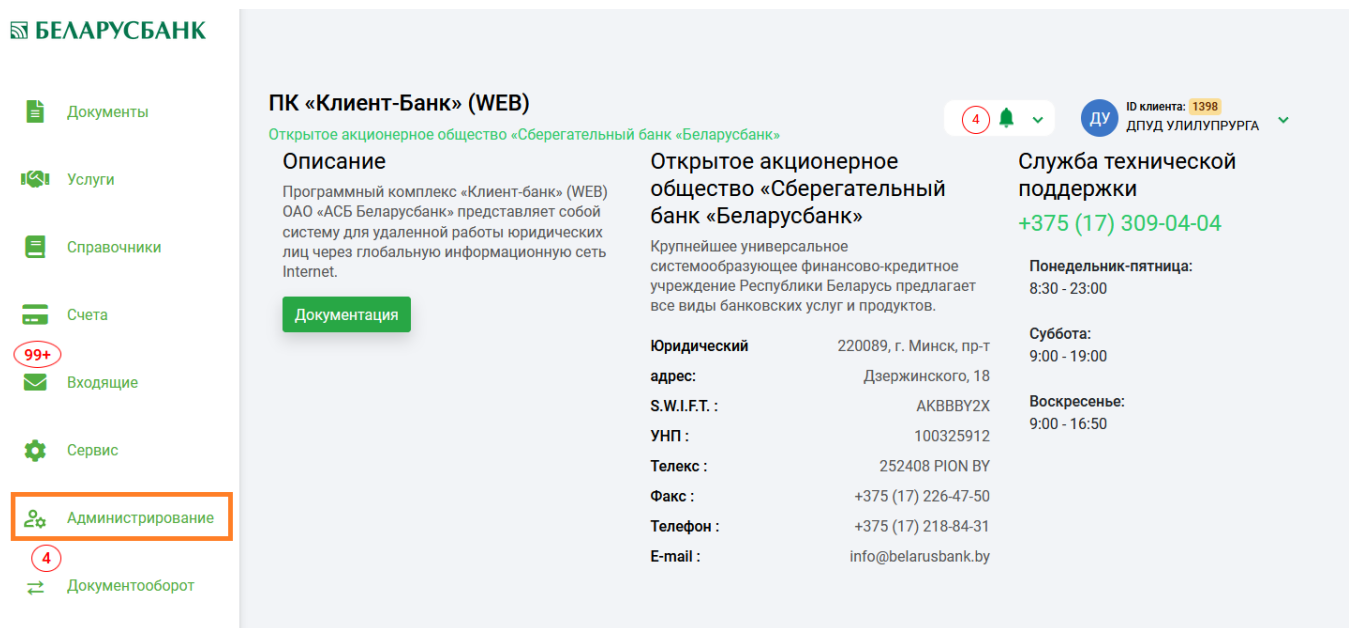 БЕЛАРУСБАНК
Документы
Услуги
Справочники
Счета
99+
Входящие
Сервис
Администрирование
4
Документооборот
ПК «Клиент-Банк» (WEB)
Открытое акционерное общество «Сберегательный банк «Беларусбанк»
4
ДУ
ID клиента: 1398
ДПУД УЛИЛУПРУРГА
Описание
Программный комплекс «Клиент-банк» (WEB)
ОАО «АСБ Беларусбанк» представляет собой
систему для удаленной работы юридических
лиц через глобальную информационную сеть
Internet.
Документация
Открытое акционерное
общество «Сберегательный
банк «Беларусбанк»
Крупнейшее универсальное
системообразующее финансово-кредитное
учреждение Республики Беларусь предлагает
все виды банковских услуг и продуктов.
Юридический 220089, г. Минск, пр-т
адрес: Дзержинского, 18
S.W.I.F.T. : AKBBBY2X
УНП : 100325912
Телекс : 252408 PION BY
Факс : +375 (17) 226-47-50
Телефон : +375 (17) 218-84-31
E-mail : info@belarusbank.by
Служба технической
поддержки
+375 (17) 309-04-04
Понедельник-пятница:
8:30 - 23:00
Суббота:
9:00 - 19:00
Воскресенье:
9:00 - 16:50